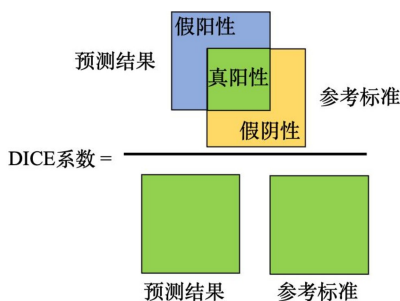 假阳性
预测结果
真阳性
参考标准
假阴性
DICE系数 =
预测结果 参考标准